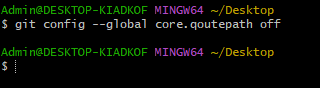 Admin@DESKTOP-KIADKOF MINGW64 ~/Desktop
$ git config --global core.qoutepath off
Admin@DESKTOP-KIADKOF MINGW64 ~/Desktop
$